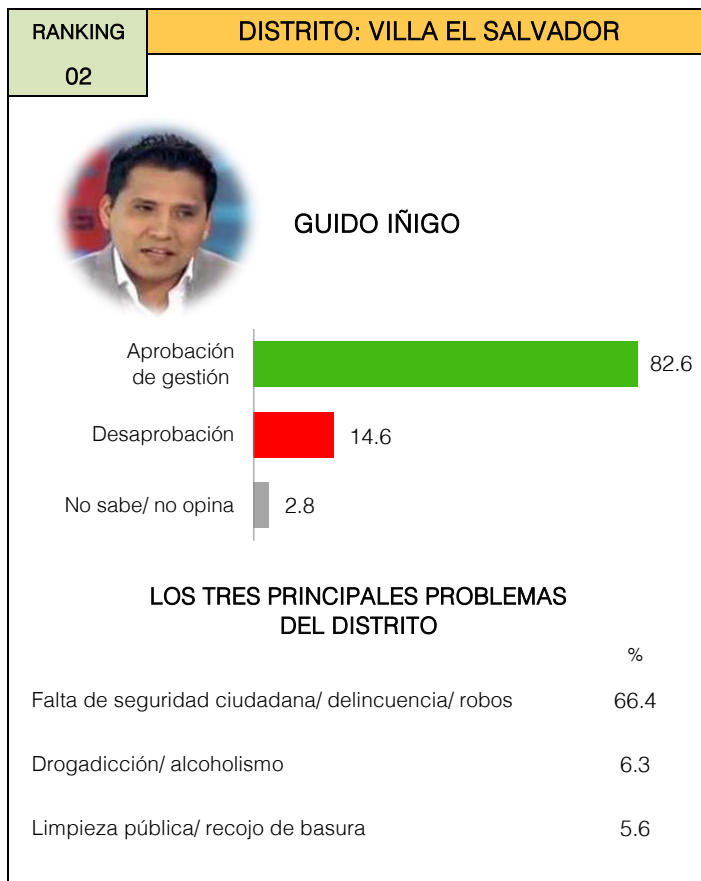 RANKING
02
DISTRITO: VILLA EL SALVADOR
GUIDO IÑIGO
Aprobación
de gestión
82.6
Desaprobación
14.6
No sabe/ no opina
2.8
LOS TRES PRINCIPALES PROBLEMAS
DEL DISTRITO
%
Falta de seguridad ciudadana/ delincuencia/ robos 66.4
Drogadicción/ alcoholismo 6.3
Limpieza pública/ recojo de basura 5.6